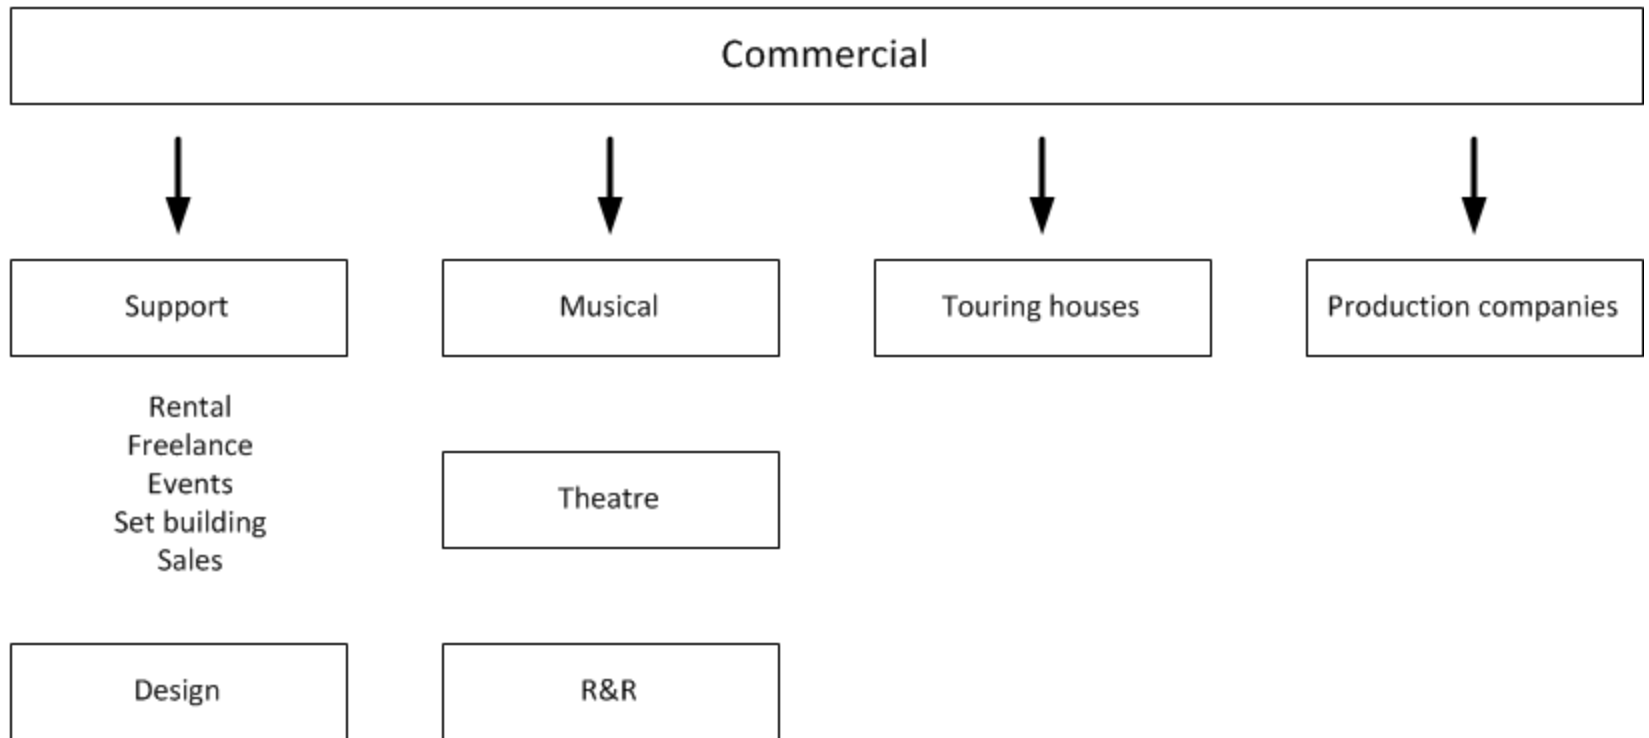 Commercial
Support
Musical
Touring houses
Production companies
Rental
Freelance
Events
Set building
Sales
Theatre
Design
R&R